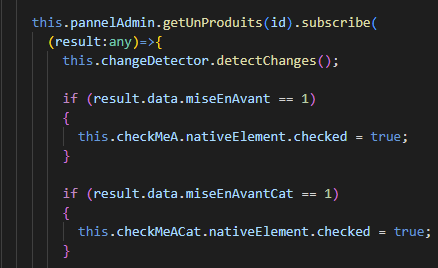 this.pannelAdmin.getUnProduits(id).subscribe(
(result:any)=>{
this.changeDetector.detectChanges();
if (result.data.miseEnAvant == 1)
{
this.checkMeA.nativeElement.checked = true;
}
if (result.data.miseEnAvantCat == 1)
{
this.checkMeACat.nativeElement.checked = true;
}